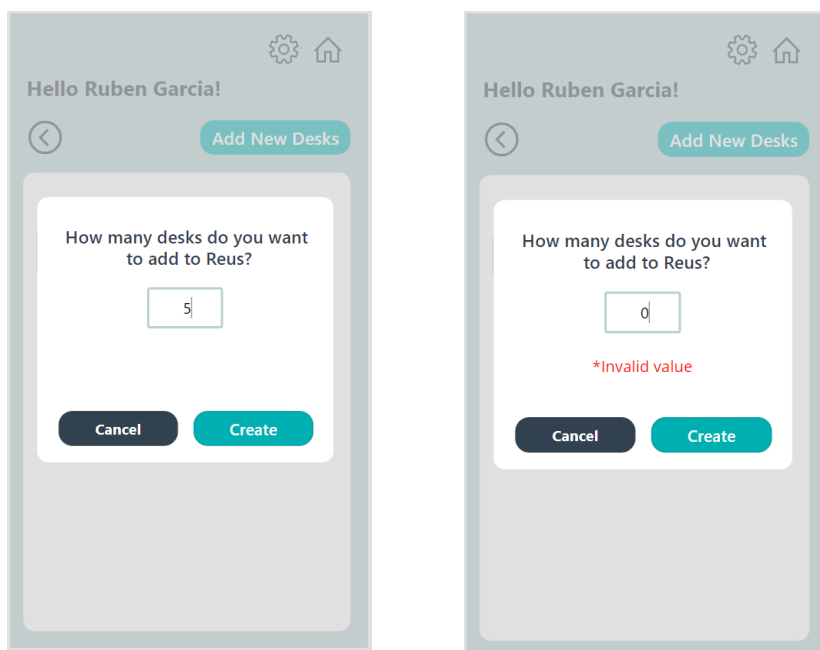 Hello Ruben Garcia!
Add New Desks
How many desks do you want
to add to Reus?
5
Cancel
Create
Hello Ruben Garcia!
Add New Desks
How many desks do you want
to add to Reus?
0
*Invalid value
Cancel
Create